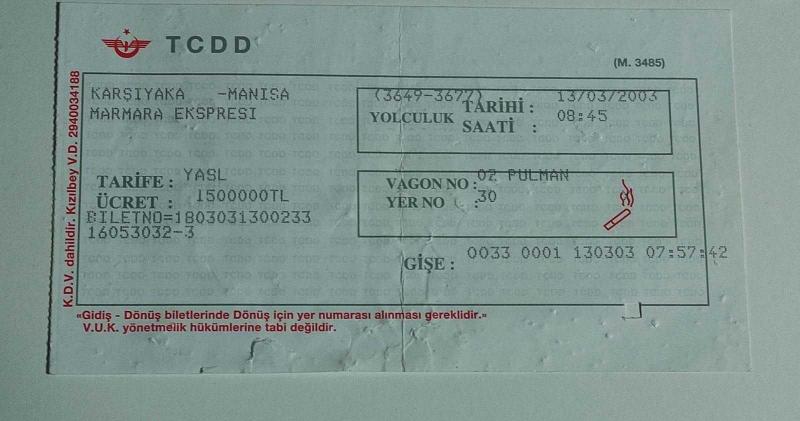 TCDD
(M. 3485)
KARŞIYAKA -MANISA (3649-3677) TARİHİ : 13/03/2003
MARMARA EKSPRESI YOLCULUK SAATİ : 08:45
TARİFE : YASL VAGON NO : 02 PULMAN
ÜCRET : 1500000TL YER NO : 30
BILETNO=1803031300233
16053032-3
GİŞE : 0033 0001 130303 07:57:42
«Gidiş - Dönüş biletlerinde Dönüş için yer numarası alınması gereklidir.»
V.U.K. yönetmelik hükümlerine tabi değildir.
K.D.V. dahildir. Kızılbey V.D. 2940034188